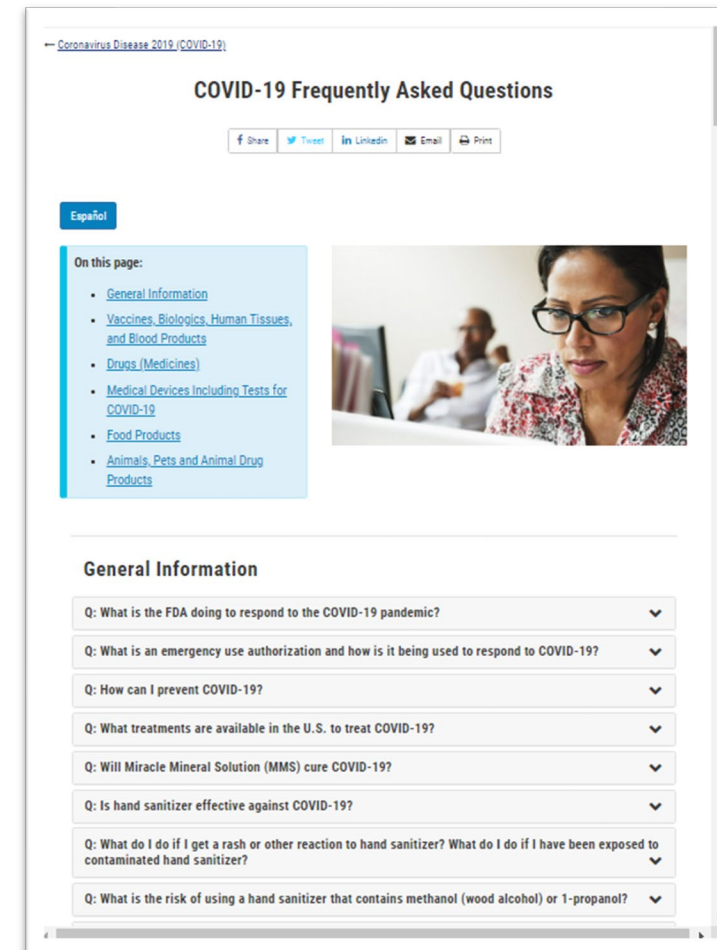 ← Coronavirus Disease 2019 (COVID-19)
COVID-19 Frequently Asked Questions
f Share
Tweet
in Linkedin
Email
Print
Español
On this page:
• General Information
• Vaccines, Biologics, Human Tissues,
and Blood Products
• Drugs (Medicines)
• Medical Devices Including Tests for
COVID-19
• Food Products
• Animals, Pets and Animal Drug
Products
General Information
Q: What is the FDA doing to respond to the COVID-19 pandemic?
Q: What is an emergency use authorization and how is it being used to respond to COVID-19?
Q: How can I prevent COVID-19?
Q: What treatments are available in the U.S. to treat COVID-19?
Q: Will Miracle Mineral Solution (MMS) cure COVID-19?
Q: Is hand sanitizer effective against COVID-19?
Q: What do I do if I get a rash or other reaction to hand sanitizer? What do I do if I have been exposed to
contaminated hand sanitizer?
Q: What is the risk of using a hand sanitizer that contains methanol (wood alcohol) or 1-propanol?